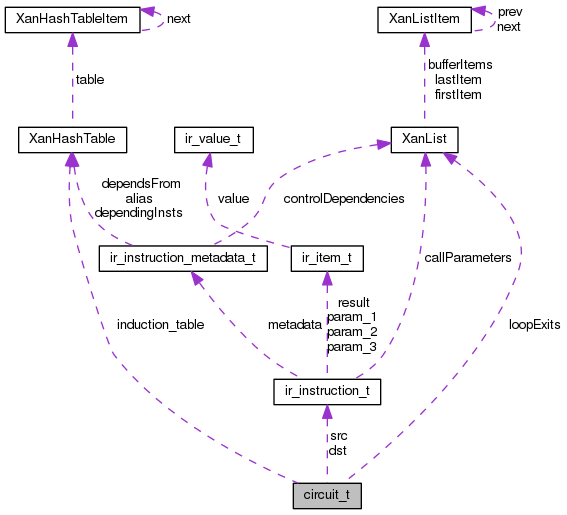 XanHashTableItem
next
XanListItem
prev
next
table
bufferItems
lastItem
firstItem
XanHashTable
ir_value_t
XanList
dependsFrom
alias
dependingInsts
value
controlDependencies
ir_instruction_metadata_t
ir_item_t
callParameters
induction_table
metadata
result
param_1
param_2
param_3
loopExits
ir_instruction_t
src
dst
circuit_t